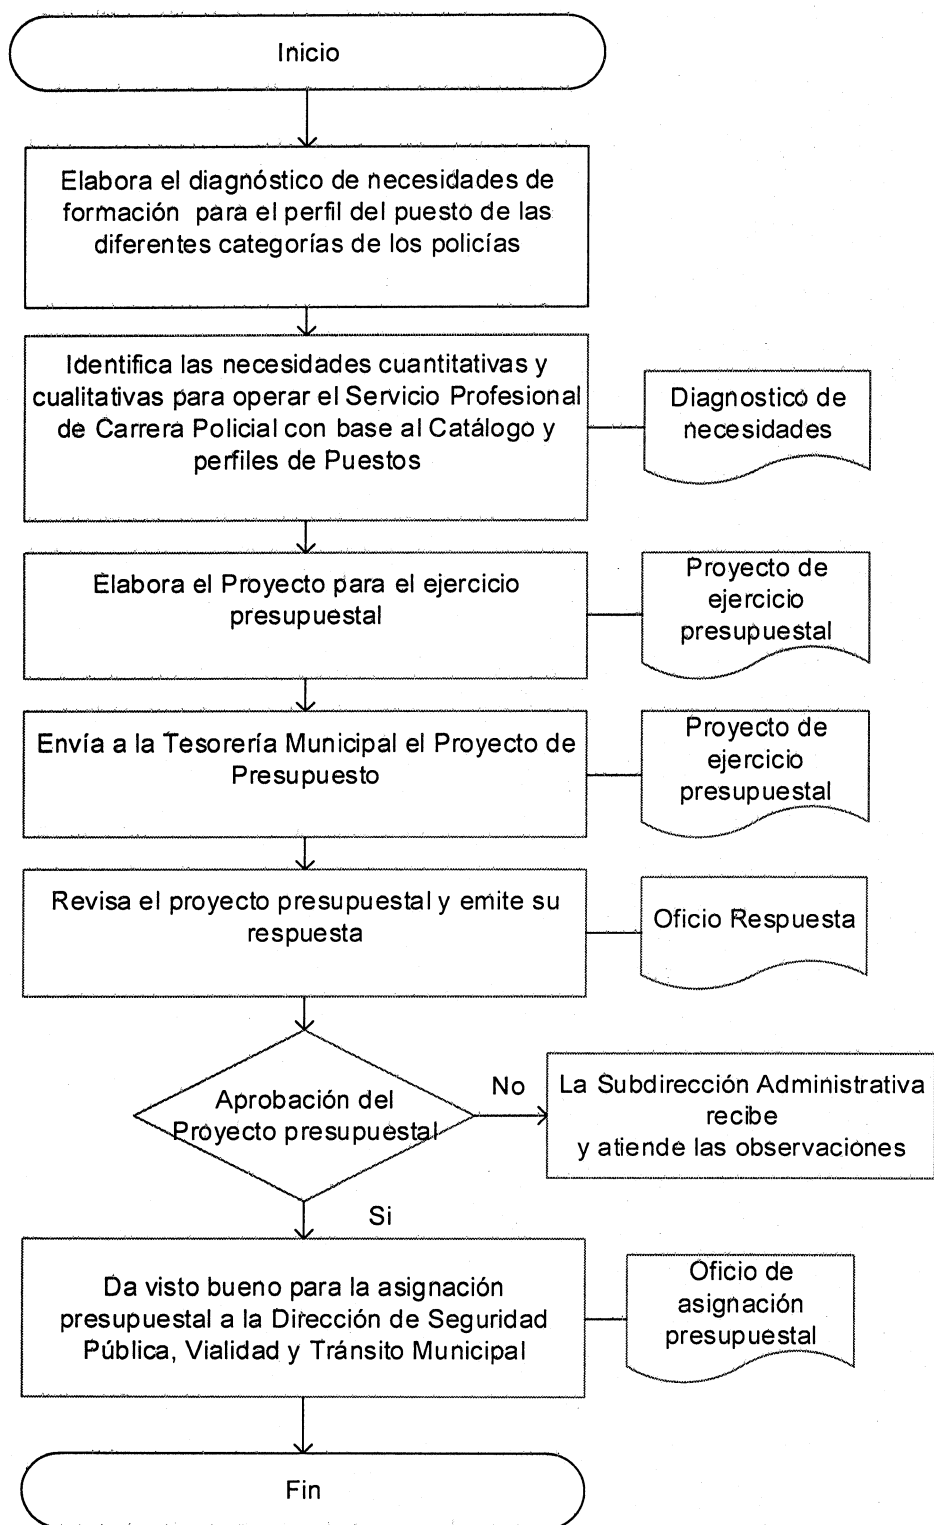 Inicio
Elabora el diagnóstico de necesidades de
formación para el perfil del puesto de las
diferentes categorías de los policías
Identifica las necesidades cuantitativas y
cualitativas para operar el Servicio Profesional
de Carrera Policial con base al Catálogo y
perfiles de Puestos
Diagnostico de
necesidades
Elabora el Proyecto para el ejercicio
presupuestal
Proyecto de
ejercicio
presupuestal
Envía a la Tesorería Municipal el Proyecto de
Presupuesto
Proyecto de
ejercicio
presupuestal
Revisa el proyecto presupuestal y emite su
respuesta
Oficio Respuesta
Aprobación del
Proyecto presupuestal
No
La Subdirección Administrativa
recibe
y atiende las observaciones
Si
Da visto bueno para la asignación
presupuestal a la Dirección de Seguridad
Pública, Vialidad y Tránsito Municipal
Oficio de
asignación
presupuestal
Fin